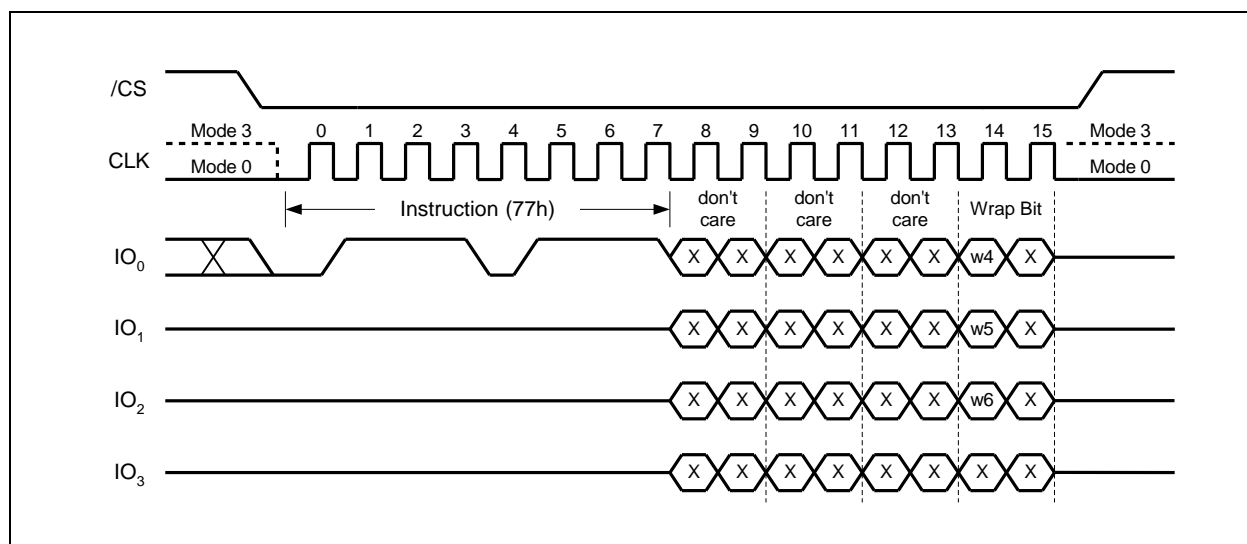 /CS
Mode 3 0 1 2 3 4 5 6 7 8 9 10 11 12 13 14 15 Mode 3
CLK
Mode 0 Mode 0
Instruction (77h) don't care don't care don't care Wrap Bit
IO0 X X X X X X w4 X
IO1 X X X X X X w5 X
IO2 X X X X X X w6 X
IO3 X X X X X X X X